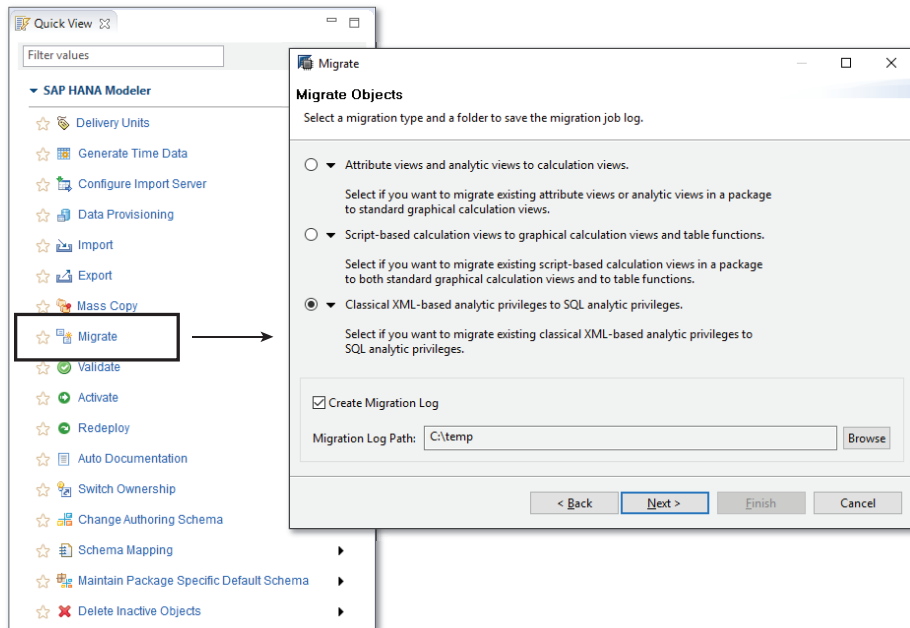 Quick View
Filter values
SAP HANA Modeler
Delivery Units
Generate Time Data
Configure Import Server
Data Provisioning
Import
Export
Mass Copy
Migrate
Validate
Activate
Redeploy
Auto Documentation
Switch Ownership
Change Authoring Schema
Schema Mapping
Maintain Package Specific Default Schema
Delete Inactive Objects
Migrate
Migrate Objects
Select a migration type and a folder to save the migration job log.
Attribute views and analytic views to calculation views.
Select if you want to migrate existing attribute views or analytic views in a package
to standard graphical calculation views.
Script-based calculation views to graphical calculation views and table functions.
Select if you want to migrate existing script-based calculation views in a package
to both standard graphical calculation views and to table functions.
Classical XML-based analytic privileges to SQL analytic privileges.
Select if you want to migrate existing classical XML-based analytic privileges to
SQL analytic privileges.
Create Migration Log
Migration Log Path: C:\temp Browse
< Back Next > Finish Cancel